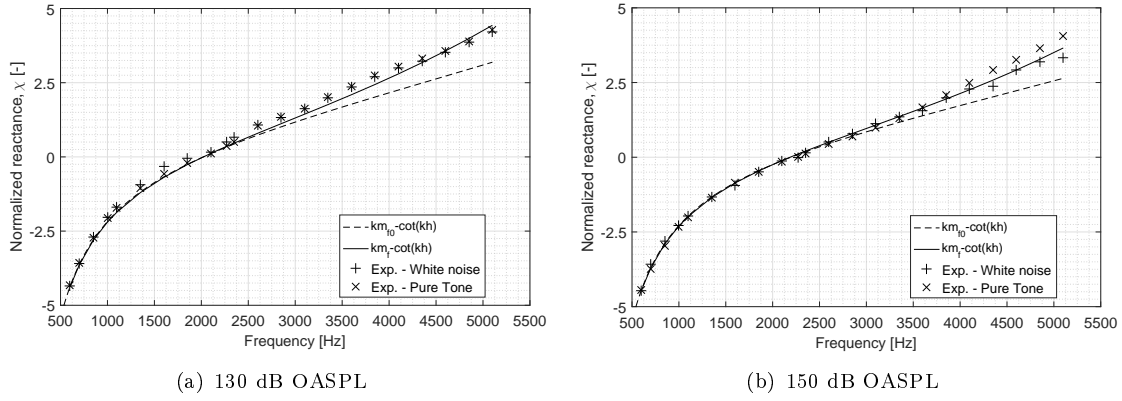 5
2.5
0
-2.5
-5
Normalized reactance, χ [-]
500 1000 1500 2000 2500 3000 3500 4000 4500 5000 5500
Frequency [Hz]
km_f0-cot(kh)
km_f-cot(kh)
Exp. - White noise
Exp. - Pure Tone
(a) 130 dB OASPL
5
2.5
0
-2.5
-5
Normalized reactance, χ [-]
500 1000 1500 2000 2500 3000 3500 4000 4500 5000 5500
Frequency [Hz]
km_f0-cot(kh)
km_f-cot(kh)
Exp. - White noise
Exp. - Pure Tone
(b) 150 dB OASPL